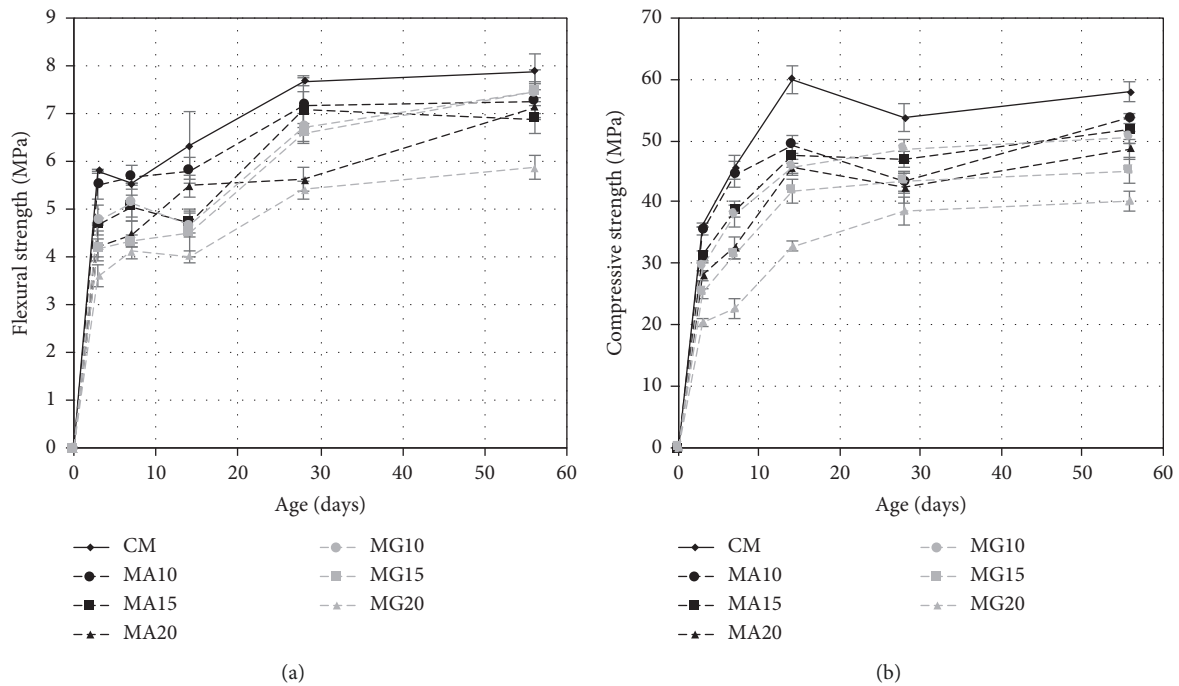 9
8
7
6
5
4
3
2
1
0
Flexural strength (MPa)
0 10 20 30 40 50 60
Age (days)
CM
MA10
MA15
MA20
MG10
MG15
MG20
(a)
70
60
50
40
30
20
10
0
Compressive strength (MPa)
0 10 20 30 40 50 60
Age (days)
CM
MA10
MA15
MA20
MG10
MG15
MG20
(b)